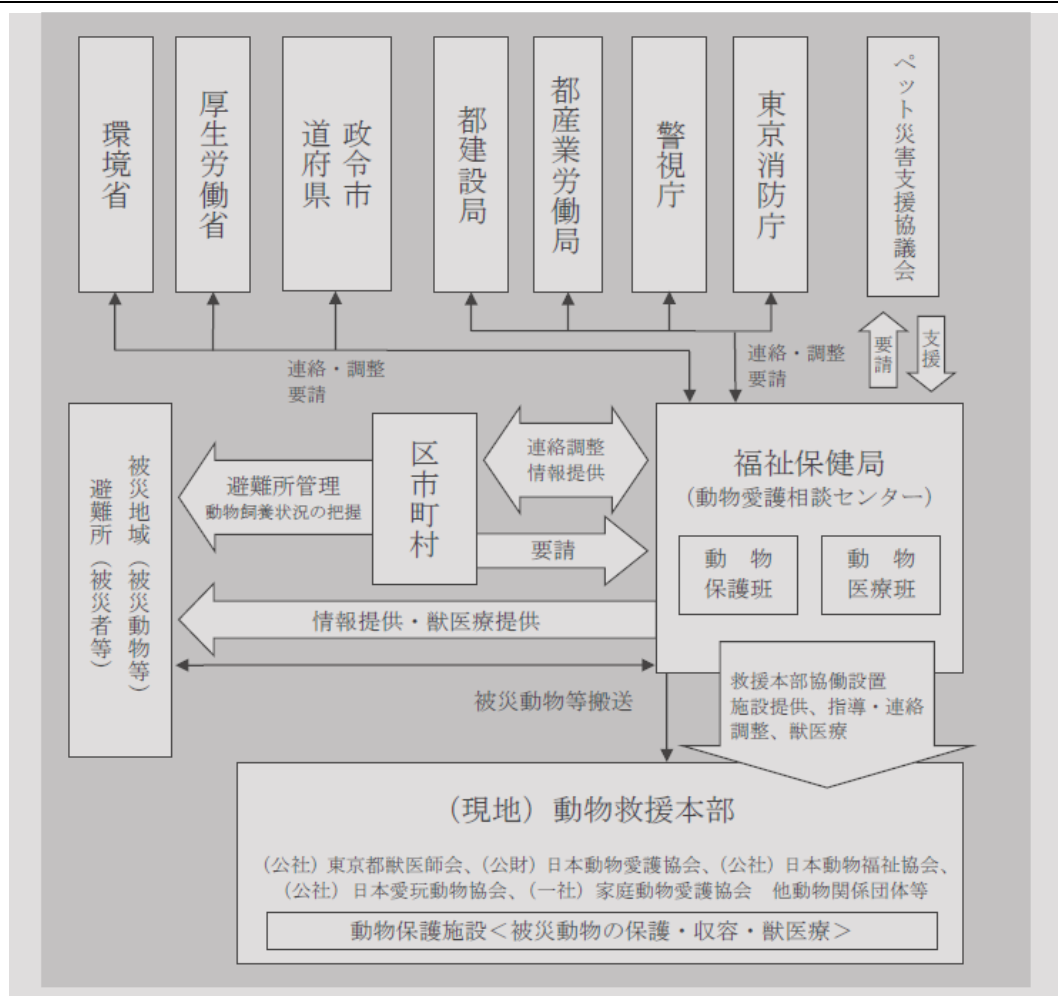 環境省
厚生労働省
政令市
道府県
都建設局
都産業労働局
警視庁
東京消防庁
ペット災害支援協議会
連絡・調整
要請
連絡・調整
要請
要請
支援
被災地域（被災動物等）
避難所（被災者等）
避難所管理
動物飼養状況の把握
区市町村
連絡調整
情報提供
要請
福祉保健局
（動物愛護相談センター）
動　物
保護班
動　物
医療班
情報提供・獣医療提供
被災動物等搬送
救援本部協働設置
施設提供、指導・連絡
調整、獣医療
（現地）動物救援本部
（公社）東京都獣医師会、（公財）日本動物愛護協会、（公社）日本動物福祉協会、
（公社）日本愛玩動物協会、（一社）家庭動物愛護協会　他動物関係団体等
動物保護施設＜被災動物の保護・収容・獣医療＞